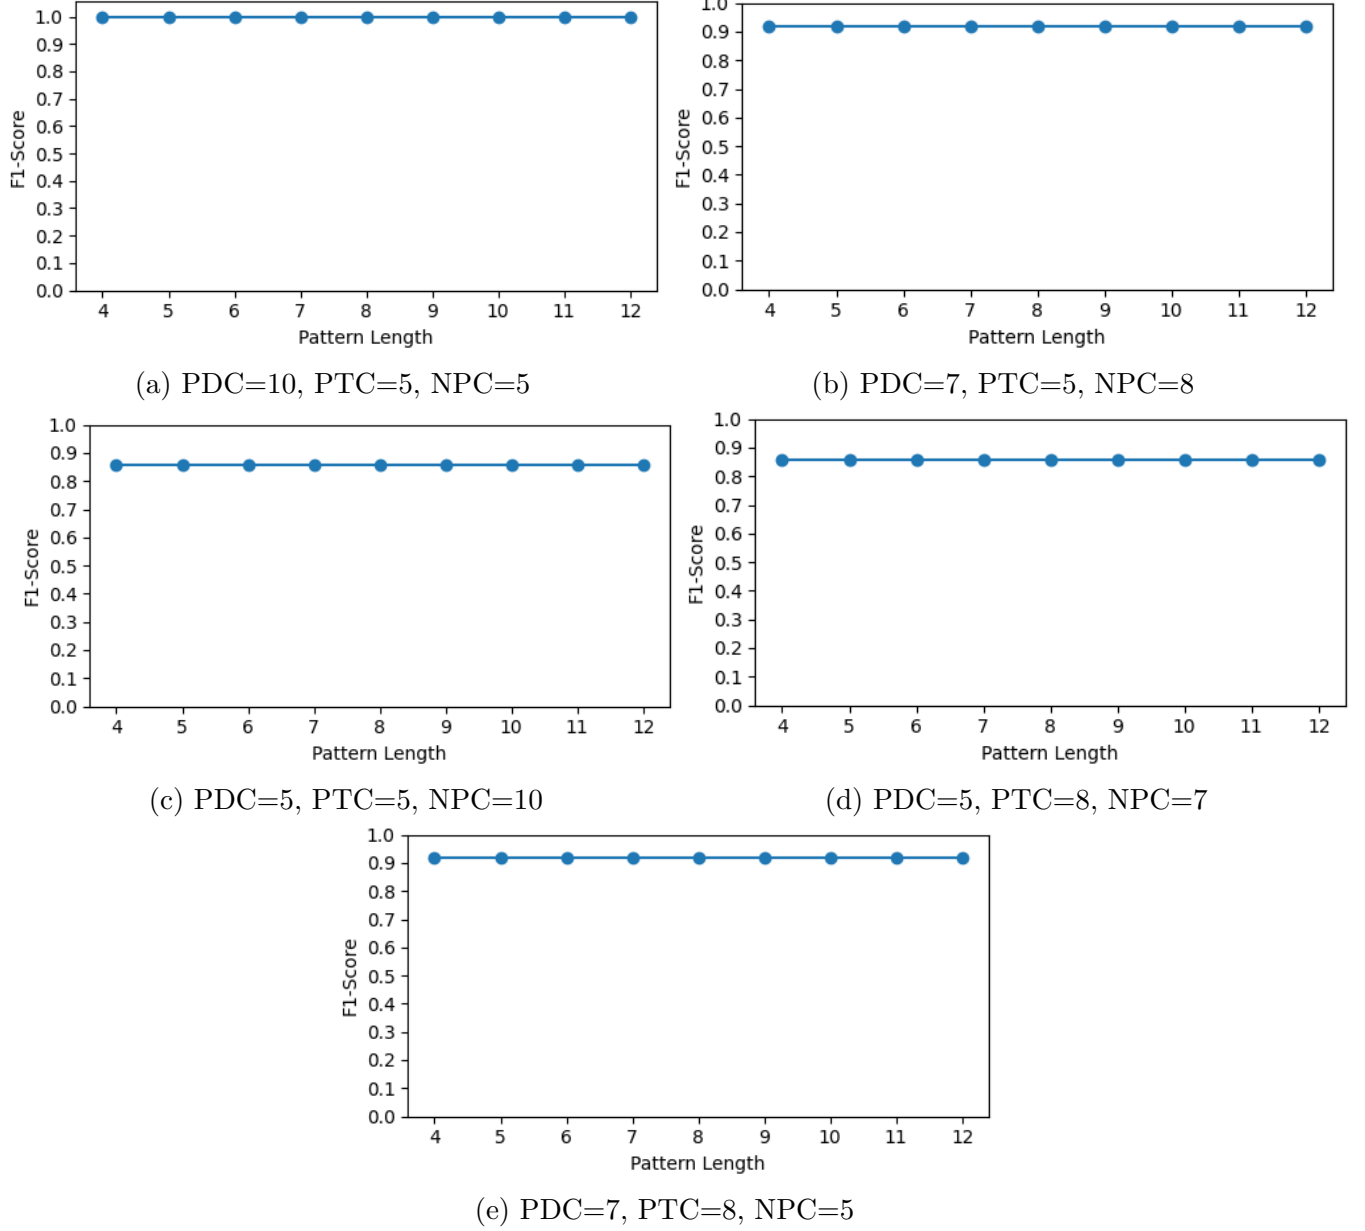 1.0
0.9
0.8
0.7
0.6
0.5
0.4
0.3
0.2
0.1
0.0
F1-Score
4 5 6 7 8 9 10 11 12
Pattern Length
(a) PDC=10, PTC=5, NPC=5
1.0
0.9
0.8
0.7
0.6
0.5
0.4
0.3
0.2
0.1
0.0
F1-Score
4 5 6 7 8 9 10 11 12
Pattern Length
(b) PDC=7, PTC=5, NPC=8
1.0
0.9
0.8
0.7
0.6
0.5
0.4
0.3
0.2
0.1
0.0
F1-Score
4 5 6 7 8 9 10 11 12
Pattern Length
(c) PDC=5, PTC=5, NPC=10
1.0
0.9
0.8
0.7
0.6
0.5
0.4
0.3
0.2
0.1
0.0
F1-Score
4 5 6 7 8 9 10 11 12
Pattern Length
(d) PDC=5, PTC=8, NPC=7
1.0
0.9
0.8
0.7
0.6
0.5
0.4
0.3
0.2
0.1
0.0
F1-Score
4 5 6 7 8 9 10 11 12
Pattern Length
(e) PDC=7, PTC=8, NPC=5